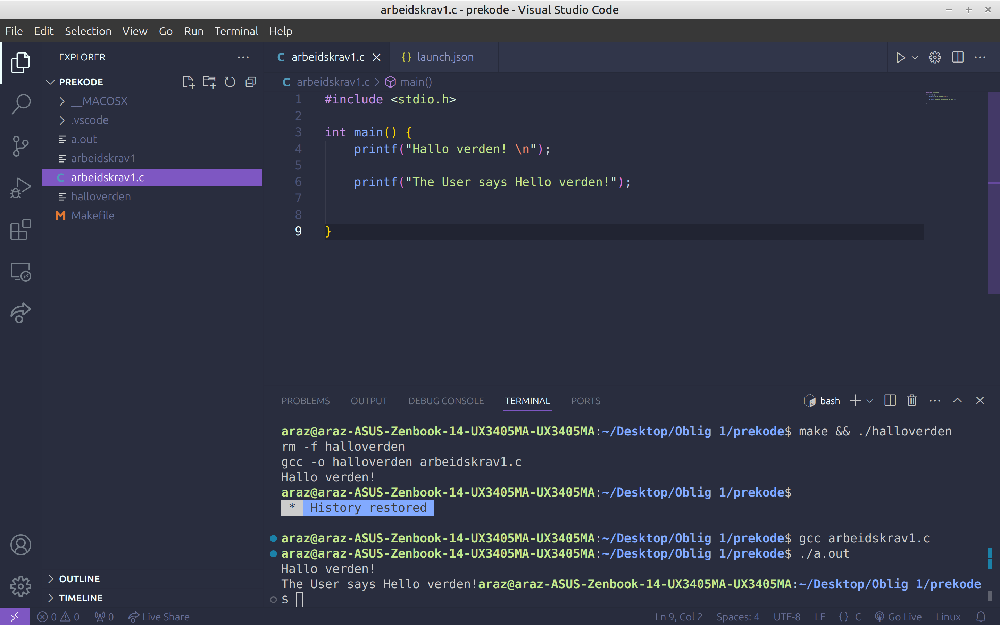 arbeidskrav1.c - prekode - Visual Studio Code
File Edit Selection View Go Run Terminal Help
EXPLORER
PREKODE
__MACOSX
.vscode
a.out
arbeidskrav1
arbeidskrav1.c
halloverden
Makefile
OUTLINE
TIMELINE
arbeidskrav1.c launch.json
arbeidskrav1.c > main()
1 #include <stdio.h>
2
3 int main() {
4 printf("Hallo verden! \n");
5
6 printf("The User says Hello verden!");
7
8
9 }
PROBLEMS OUTPUT DEBUG CONSOLE TERMINAL PORTS bash
araz@araz-ASUS-Zenbook-14-UX3405MA-UX3405MA:~/Desktop/Oblig 1/prekode$ make && ./halloverden
rm -f halloverden
gcc -o halloverden arbeidskrav1.c
Hallo verden!
araz@araz-ASUS-Zenbook-14-UX3405MA-UX3405MA:~/Desktop/Oblig 1/prekode$
* History restored
araz@araz-ASUS-Zenbook-14-UX3405MA-UX3405MA:~/Desktop/Oblig 1/prekode$ gcc arbeidskrav1.c
araz@araz-ASUS-Zenbook-14-UX3405MA-UX3405MA:~/Desktop/Oblig 1/prekode$ ./a.out
Hallo verden!
The User says Hello verden!araz@araz-ASUS-Zenbook-14-UX3405MA-UX3405MA:~/Desktop/Oblig 1/prekode
$
0 0 0 Live Share Ln 9, Col 2 Spaces: 4 UTF-8 LF {} C Go Live Linux